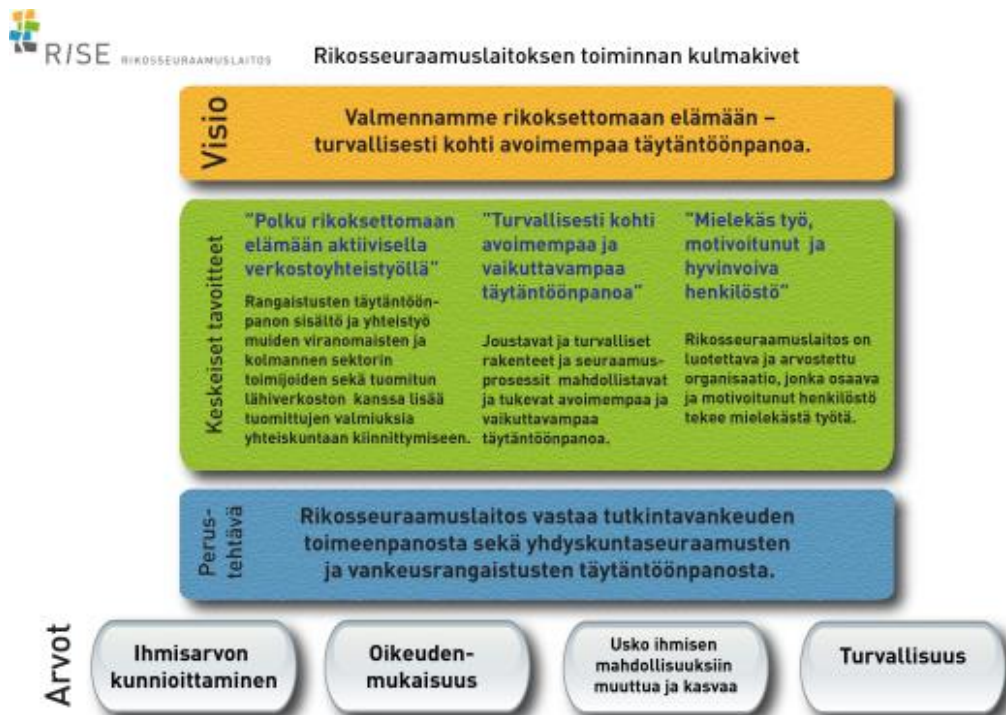 RISE RIKOSSEURAAMUSLAITOS
Rikosseuraamuslaitoksen toiminnan kulmakivet
Visio
Valmennamme rikoksettomaan elämään –
turvallisesti kohti avoimempaa täytäntöönpanoa.
Keskeiset tavoitteet
"Polku rikoksettomaan
elämään aktiivisella
verkostoyhteistyöllä"
Rangaistusten täytäntöön-
panon sisältö ja yhteistyö
muiden viranomaisten ja
kolmannen sektorin
toimijoiden sekä tuomitun
lähiverkoston kanssa lisää
tuomittujen valmiuksia
yhteiskuntaan kiinnittymiseen.
"Turvallisesti kohti
avoimempaa ja
vaikuttavampaa
täytäntöönpanoa"
Joustavat ja turvalliset
rakenteet ja seuraamus-
prosessit mahdollistavat
ja tukevat avoimempaa ja
vaikuttavampaa
täytäntöönpanoa.
"Mielekäs työ,
motivoitunut ja
hyvinvoiva
henkilöstö"
Rikosseuraamuslaitos on
luotettava ja arvostettu
organisaatio, jonka osaava
ja motivoitunut henkilöstö
tekee mielekästä työtä.
Perus-
tehtävä
Rikosseuraamuslaitos vastaa tutkintavankeuden
toimeenpanosta sekä yhdyskuntaseuraamusten
ja vankeusrangaistusten täytäntöönpanosta.
Arvot
Ihmisarvon
kunnioittaminen
Oikeuden-
mukaisuus
Usko ihmisen
mahdollisuuksiin
muuttua ja kasvaa
Turvallisuus